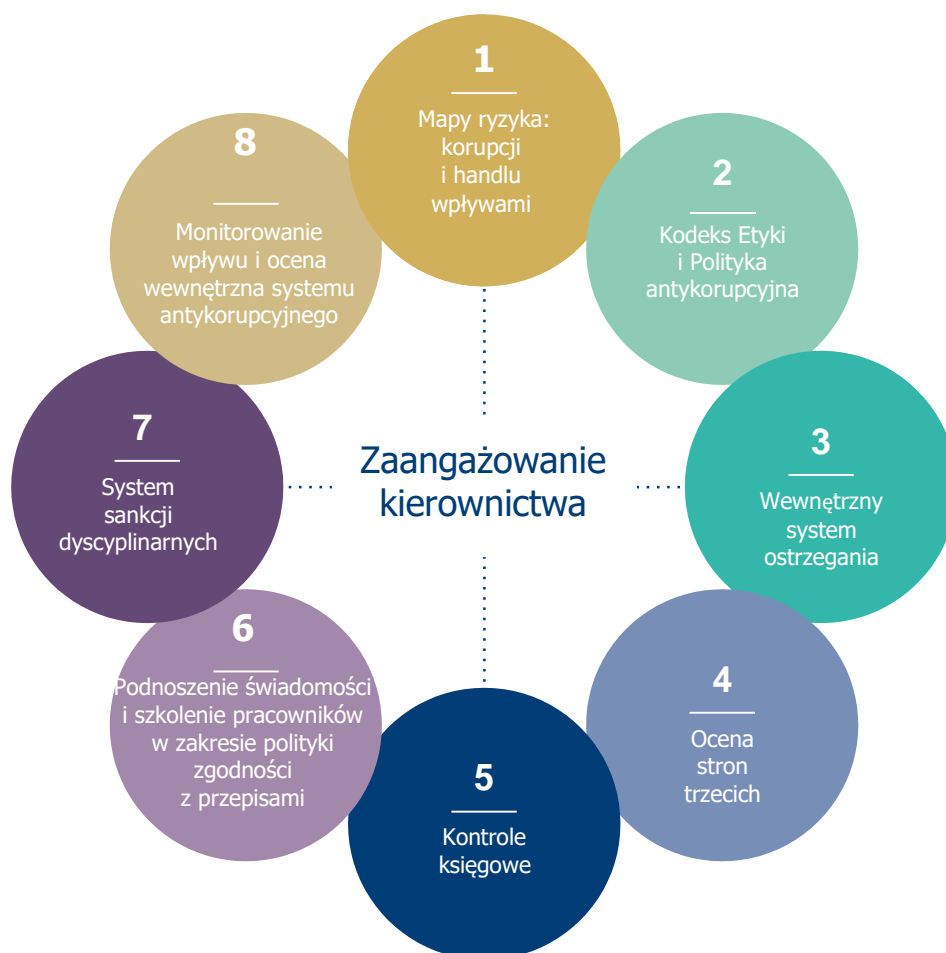 1
Mapy ryzyka:
korupcji
i handlu
wpływami
2
Kodeks Etyki
i Polityka
antykorupcyjna
3
Wewnętrzny
system
ostrzegania
4
Ocena
stron
trzecich
5
Kontrole
księgowe
6
Podnoszenie świadomości
i szkolenie pracowników
w zakresie polityki
zgodności
z przepisami
7
System
sankcji
dyscyplinarnych
8
Monitorowanie
wpływu i ocena
wewnętrzna systemu
antykorupcyjnego
Zaangażowanie
kierownictwa